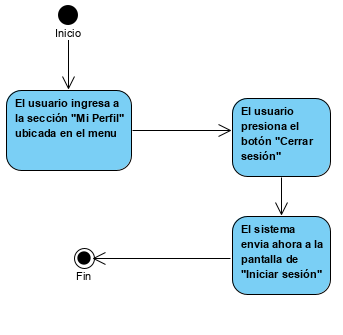 Inicio
El usuario ingresa a
la sección "Mi Perfil"
ubicada en el menu
El usuario
presiona el
botón "Cerrar
sesión"
El sistema
envia ahora a la
pantalla de
"Iniciar sesión"
Fin